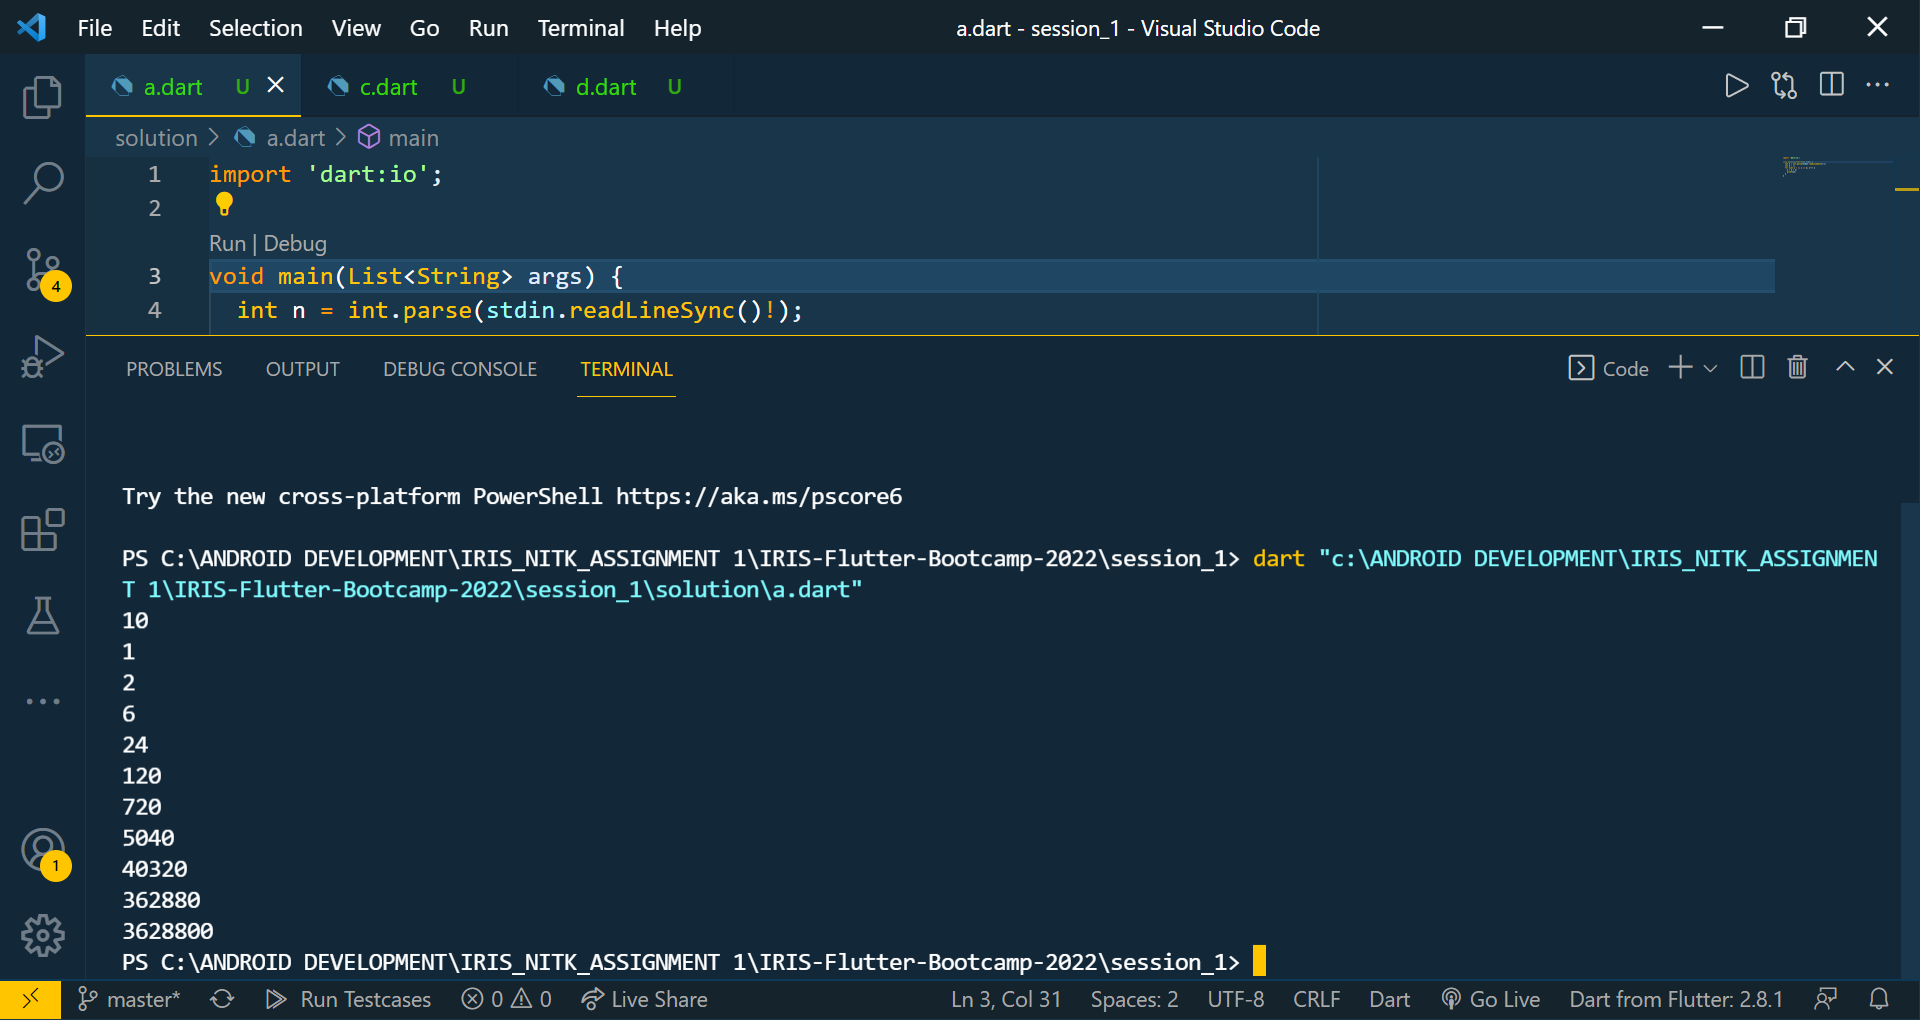 File Edit Selection View Go Run Terminal Help
a.dart - session_1 - Visual Studio Code
a.dart U
c.dart U
d.dart U
solution > a.dart > main
1 import 'dart:io';
2
Run | Debug
3 void main(List<String> args) {
4 int n = int.parse(stdin.readLineSync()!);
4
PROBLEMS OUTPUT DEBUG CONSOLE TERMINAL
Code
Try the new cross-platform PowerShell https://aka.ms/pscore6
PS C:\ANDROID DEVELOPMENT\IRIS_NITK_ASSIGNMENT 1\IRIS-Flutter-Bootcamp-2022\session_1> dart "c:\ANDROID DEVELOPMENT\IRIS_NITK_ASSIGNMEN
T 1\IRIS-Flutter-Bootcamp-2022\session_1\solution\a.dart"
10
1
2
6
24
120
720
5040
40320
362880
3628800
PS C:\ANDROID DEVELOPMENT\IRIS_NITK_ASSIGNMENT 1\IRIS-Flutter-Bootcamp-2022\session_1>
1
master* Run Testcases 0 0 Live Share Ln 3, Col 31 Spaces: 2 UTF-8 CRLF Dart Go Live Dart from Flutter: 2.8.1